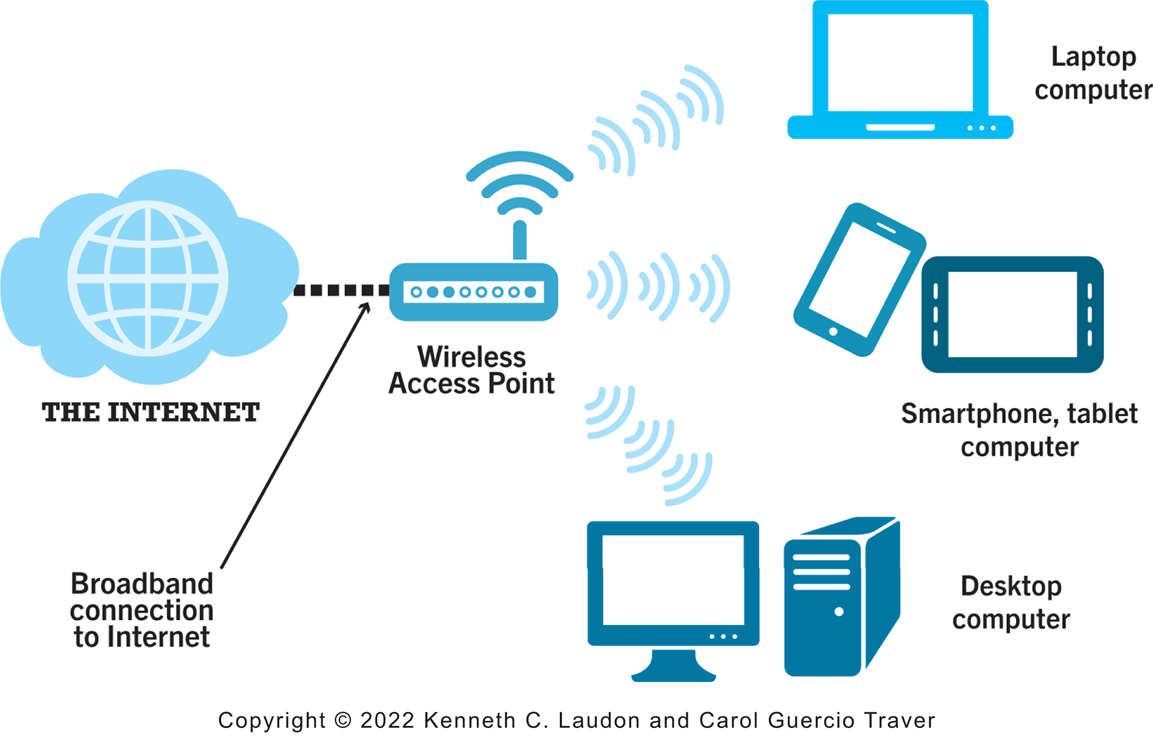 Laptop
computer
Wireless
Access Point
THE INTERNET
Smartphone, tablet
computer
Broadband
connection
to Internet
Desktop
computer
Copyright © 2022 Kenneth C. Laudon and Carol Guercio Traver